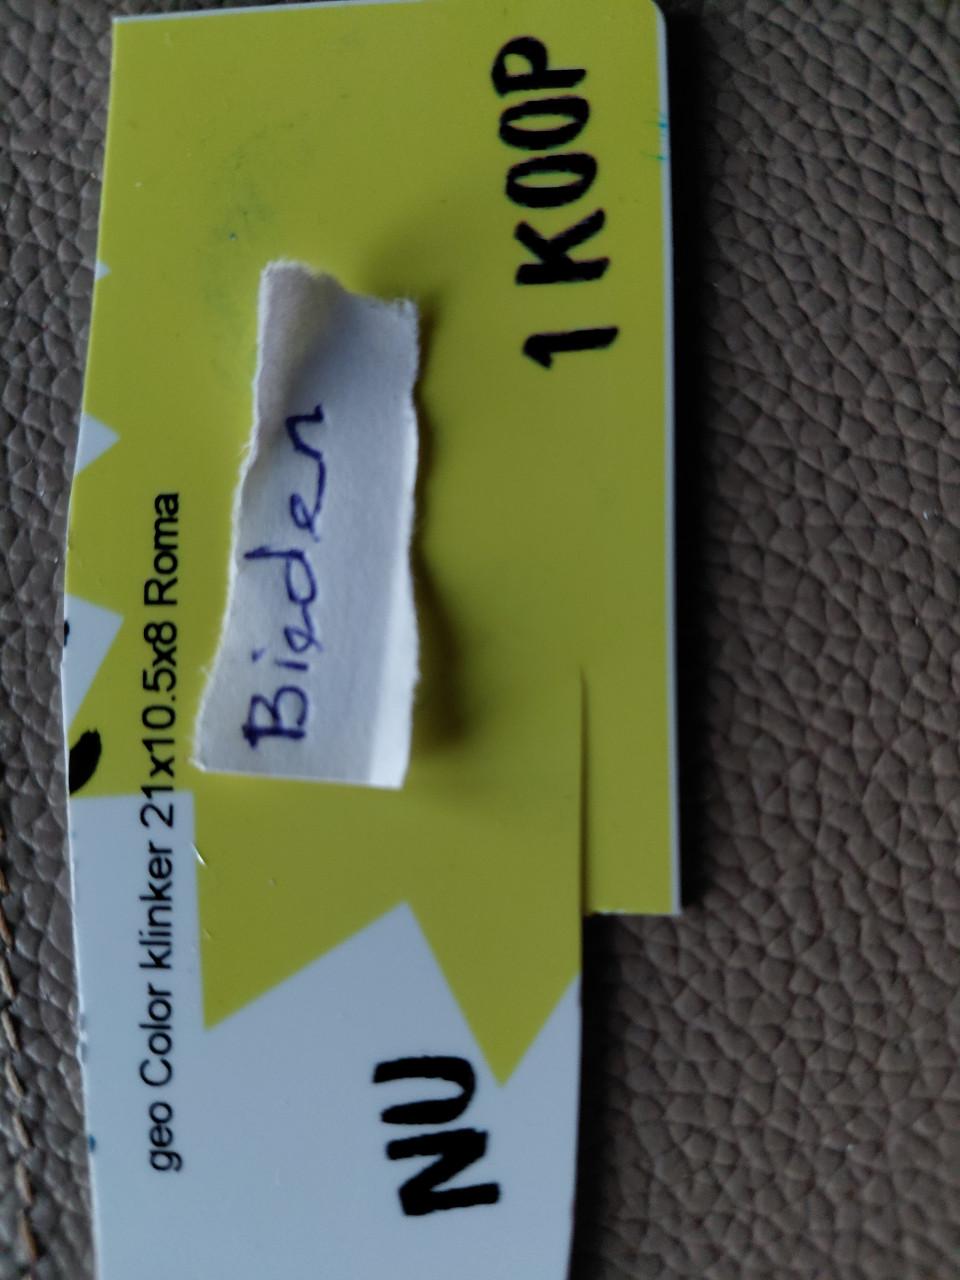 geo Color klinker 21x10.5x8 Roma
Bieden
NU
1 KOOP